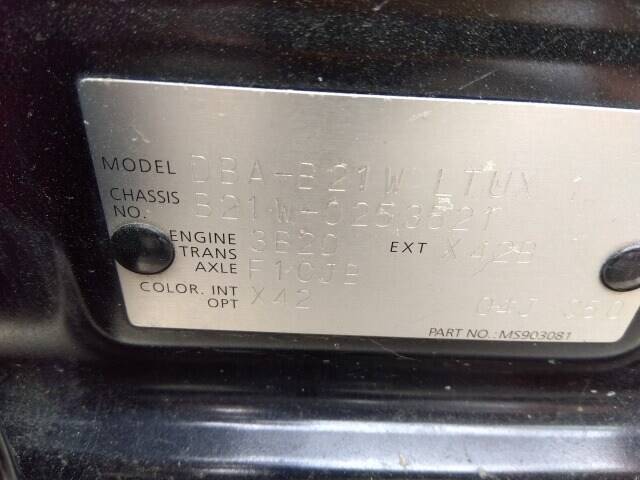 MODEL DBA-B21W LTUX
CHASSIS NO. B21W-0253821
ENGINE 3B20
TRANS AXLE F1CJB EXT X42B
COLOR. INT X42
OPT
PART NO.: MS903081